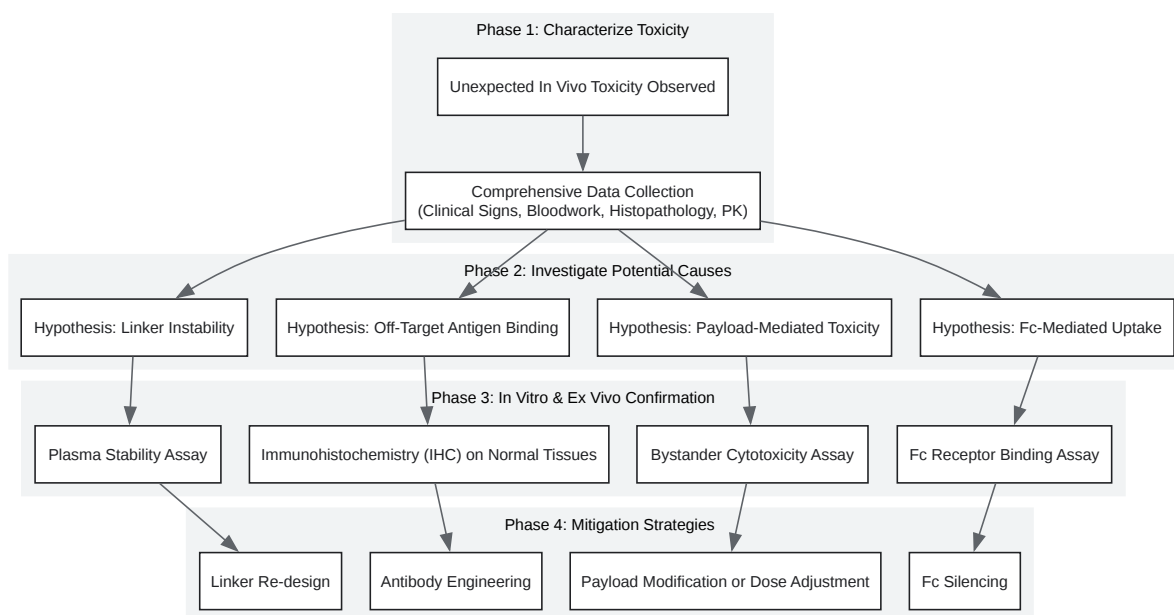 Phase 1: Characterize Toxicity
Unexpected In Vivo Toxicity Observed
Comprehensive Data Collection
(Clinical Signs, Bloodwork, Histopathology, PK)
Phase 2: Investigate Potential Causes
Hypothesis: Linker Instability
Hypothesis: Off-Target Antigen Binding
Hypothesis: Payload-Mediated Toxicity
Hypothesis: Fc-Mediated Uptake
Phase 3: In Vitro & Ex Vivo Confirmation
Plasma Stability Assay
Immunohistochemistry (IHC) on Normal Tissues
Bystander Cytotoxicity Assay
Fc Receptor Binding Assay
Phase 4: Mitigation Strategies
Linker Re-design
Antibody Engineering
Payload Modification or Dose Adjustment
Fc Silencing